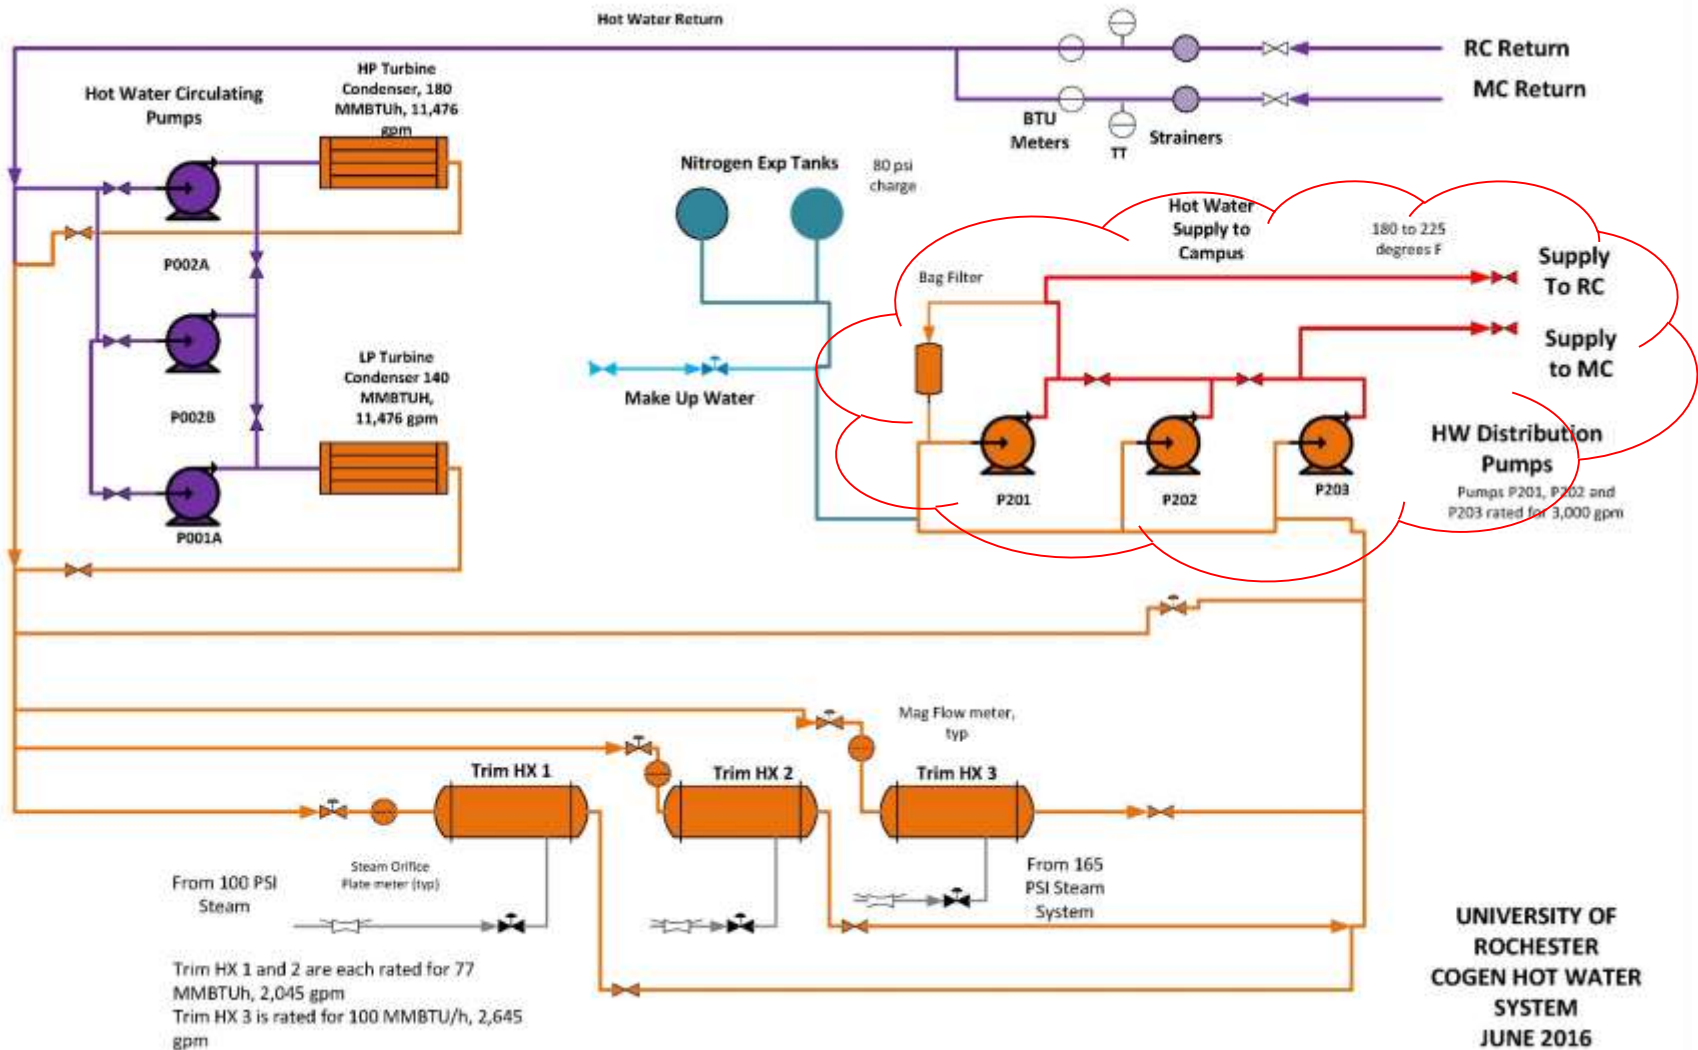 Hot Water Return
RC Return
MC Return
HP Turbine
Condenser, 180
MMBTUh, 11,476
gpm
Hot Water Circulating
Pumps
BTU
Meters
TT
Strainers
Nitrogen Exp Tanks
80 psi
charge
Hot Water
Supply to
Campus
180 to 225
degrees F
Supply
To RC
P002A
Bag Filter
Supply
to MC
LP Turbine
Condenser 140
MMBTUH,
11,476 gpm
Make Up Water
P002B
HW Distribution
Pumps
P201
P202
P203
Pumps P201, P202 and
P203 rated for 3,000 gpm
P001A
Mag Flow meter,
typ
Trim HX 1
Trim HX 2
Trim HX 3
From 100 PSI
Steam
Steam Orifice
Plate meter (typ)
From 165
PSI Steam
System
Trim HX 1 and 2 are each rated for 77
MMBTUh, 2,045 gpm
Trim HX 3 is rated for 100 MMBTU/h, 2,645
gpm
UNIVERSITY OF
ROCHESTER
COGEN HOT WATER
SYSTEM
JUNE 2016